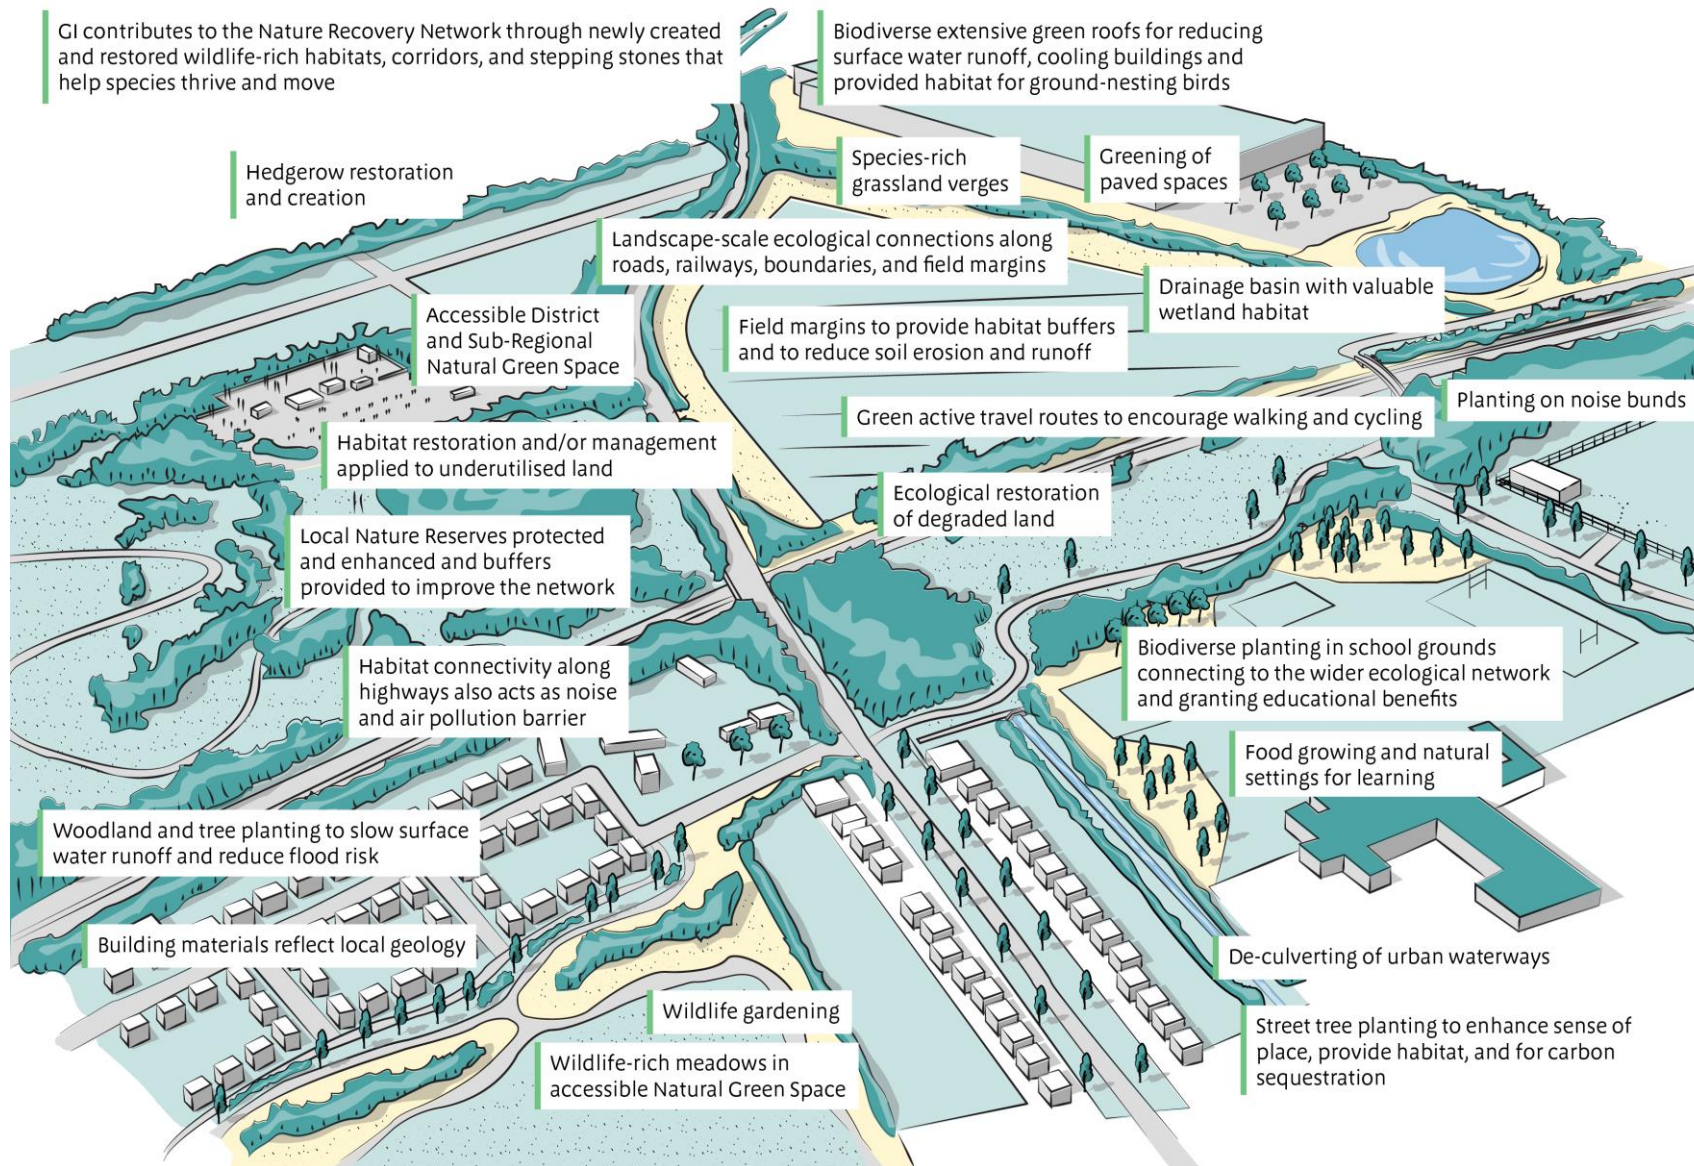 GI contributes to the Nature Recovery Network through newly created
and restored wildlife-rich habitats, corridors, and stepping stones that
help species thrive and move
Biodiverse extensive green roofs for reducing
surface water runoff, cooling buildings and
provided habitat for ground-nesting birds
Hedgerow restoration
and creation
Species-rich
grassland verges
Greening of
paved spaces
Landscape-scale ecological connections along
roads, railways, boundaries, and field margins
Drainage basin with valuable
wetland habitat
Accessible District
and Sub-Regional
Natural Green Space
Field margins to provide habitat buffers
and to reduce soil erosion and runoff
Planting on noise bunds
Green active travel routes to encourage walking and cycling
Habitat restoration and/or management
applied to underutilised land
Ecological restoration
of degraded land
Local Nature Reserves protected
and enhanced and buffers
provided to improve the network
Biodiverse planting in school grounds
connecting to the wider ecological network
and granting educational benefits
Habitat connectivity along
highways also acts as noise
and air pollution barrier
Food growing and natural
settings for learning
Woodland and tree planting to slow surface
water runoff and reduce flood risk
Building materials reflect local geology
De-culverting of urban waterways
Wildlife gardening
Street tree planting to enhance sense of
place, provide habitat, and for carbon
sequestration
Wildlife-rich meadows in
accessible Natural Green Space